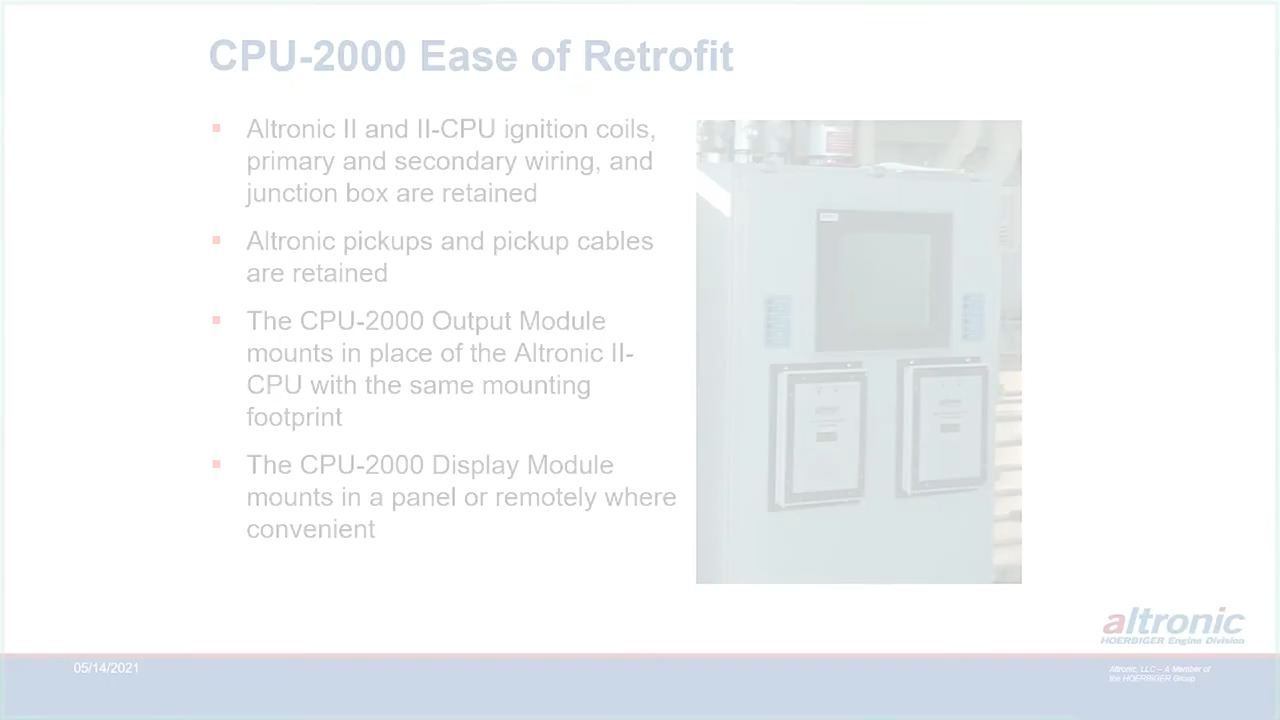 CPU-2000 Ease of Retrofit
Altronic II and II-CPU ignition coils,
primary and secondary wiring, and
junction box are retained
Altronic pickups and pickup cables
are retained
The CPU-2000 Output Module
mounts in place of the Altronic II-
CPU with the same mounting
footprint
The CPU-2000 Display Module
mounts in a panel or remotely where
convenient
altronic
HOERBIGER Engine Division
05/14/2021
Altronic, LLC – A Member of
the HOERBIGER Group